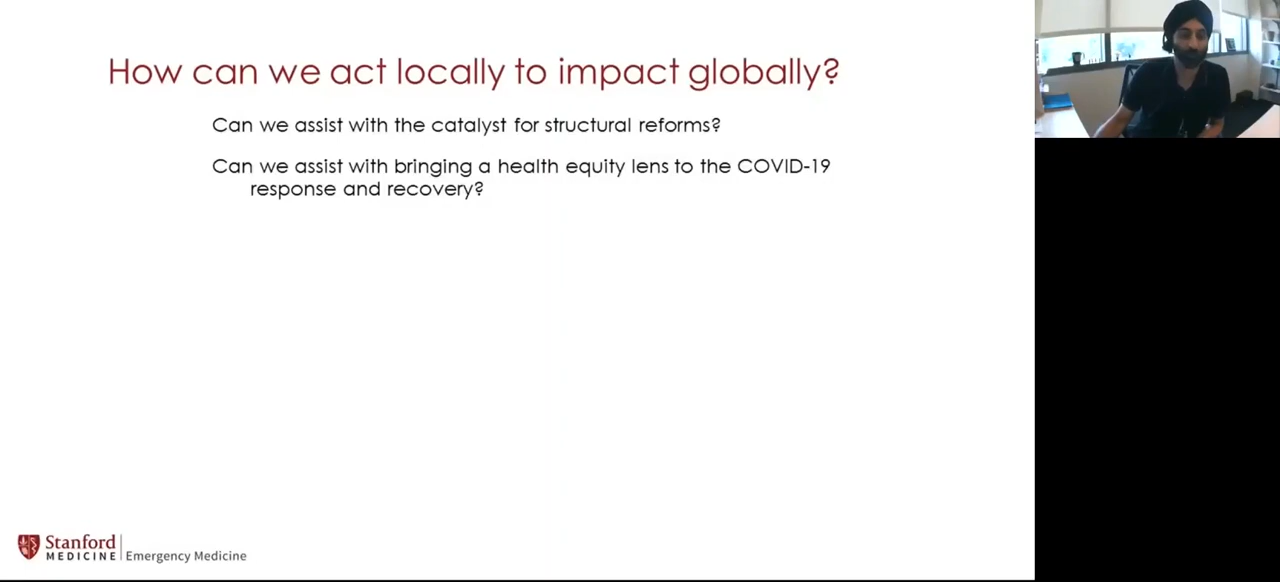 How can we act locally to impact globally?
Can we assist with the catalyst for structural reforms?
Can we assist with bringing a health equity lens to the COVID-19
response and recovery?
Stanford
MEDICINE | Emergency Medicine